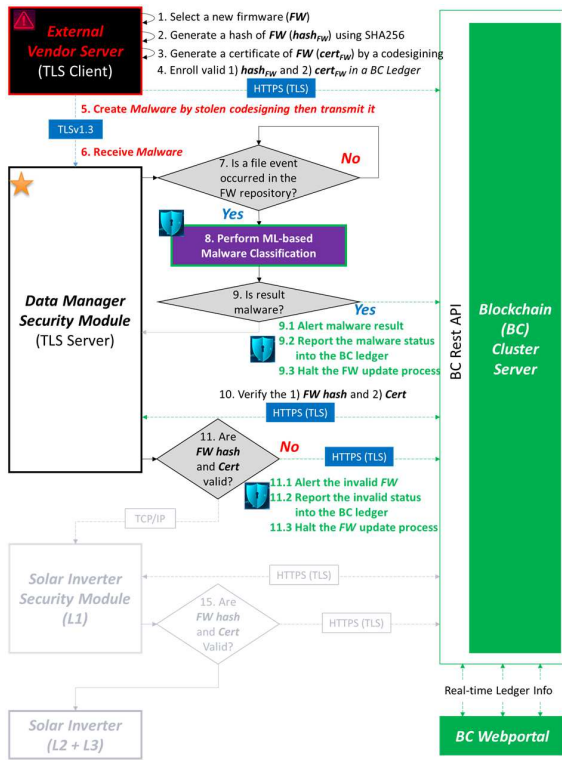 External
Vendor Server
(TLS Client)
1. Select a new firmware (FW)
2. Generate a hash of FW (hashFW) using SHA256
3. Generate a certificate of FW (certFW) by a codesigining
4. Enroll valid 1) hashFW and 2) certFW in a BC Ledger
HTTPS (TLS)
5. Create Malware by stolen codesigning then transmit it
TLSv1.3
6. Receive Malware
7. Is a file event
occurred in the
FW repository?
No
Yes
8. Perform ML-based
Malware Classification
9. Is result
malware?
Yes
9.1 Alert malware result
9.2 Report the malware status
into the BC ledger
9.3 Halt the FW update process
Data Manager
Security Module
(TLS Server)
10. Verify the 1) FW hash and 2) Cert
HTTPS (TLS)
11. Are
FW hash
and Cert
valid?
No
HTTPS (TLS)
11.1 Alert the invalid FW
11.2 Report the invalid status
into the BC ledger
11.3 Halt the FW update process
TCP/IP
Solar Inverter
Security Module
(L1)
HTTPS (TLS)
15. Are
FW hash
and Cert
Valid?
HTTPS (TLS)
Solar Inverter
(L2 + L3)
BC Rest API
Blockchain
(BC)
Cluster
Server
Real-time Ledger Info
BC Webportal